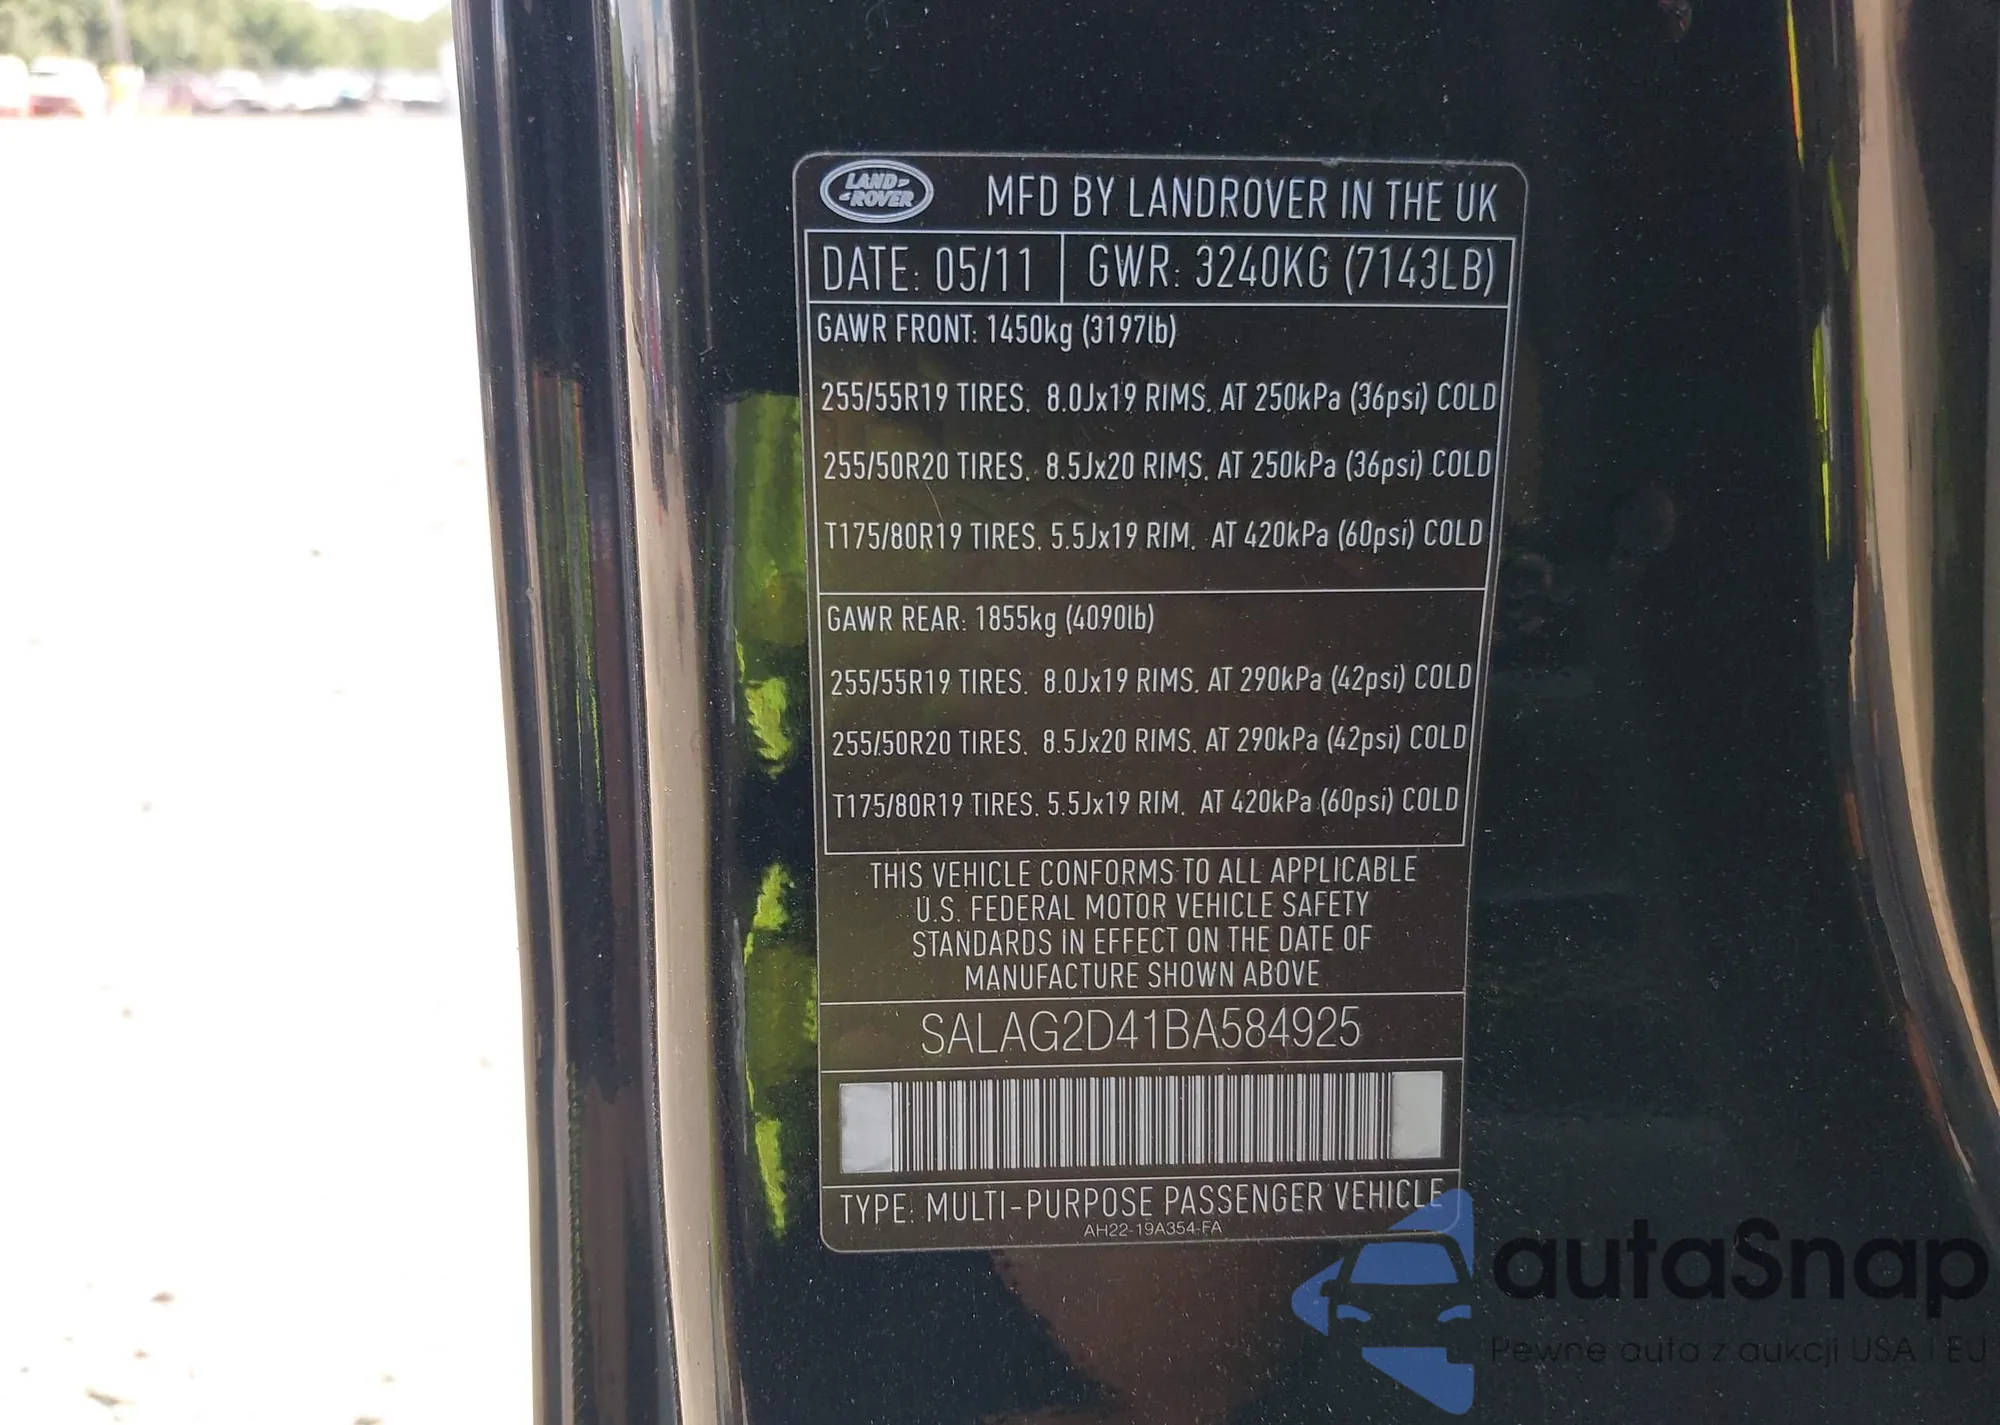 LAND ROVER
MFD BY LANDROVER IN THE UK
DATE: 05/11
GWR: 3240KG (7143LB)
GAWR FRONT: 1450kg (3197lb)
255/55R19 TIRES. 8.0Jx19 RIMS. AT 250kPa (36psi) COLD
255/50R20 TIRES. 8.5Jx20 RIMS. AT 250kPa (36psi) COLD
T175/80R19 TIRES. 5.5Jx19 RIM. AT 420kPa (60psi) COLD
GAWR REAR: 1855kg (4090lb)
255/55R19 TIRES. 8.0Jx19 RIMS. AT 290kPa (42psi) COLD
255/50R20 TIRES. 8.5Jx20 RIMS. AT 290kPa (42psi) COLD
T175/80R19 TIRES. 5.5Jx19 RIM. AT 420kPa (60psi) COLD
THIS VEHICLE CONFORMS TO ALL APPLICABLE
U.S. FEDERAL MOTOR VEHICLE SAFETY
STANDARDS IN EFFECT ON THE DATE OF
MANUFACTURE SHOWN ABOVE
SALAG2D41BA584925
TYPE: MULTI-PURPOSE PASSENGER VEHICLE
AH22-19A354-FA
autaSnap
Pewne auta z aukcji USA i EU